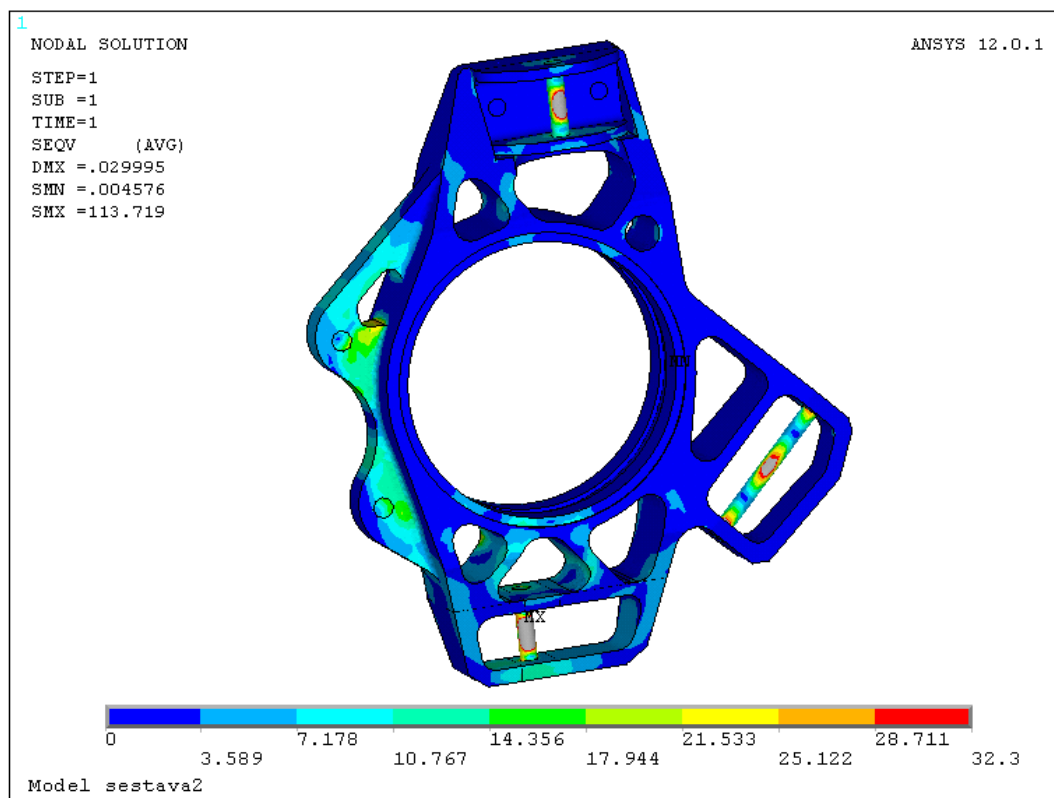 1
NODAL SOLUTION
ANSYS 12.0.1
STEP=1
SUB =1
TIME=1
SEQV (AVG)
DMX =.029995
SMN =.004576
SMX =113.719
MN
MX
0 7.178 14.356 21.533 28.711
3.589 10.767 17.944 25.122 32.3
Model sestava2